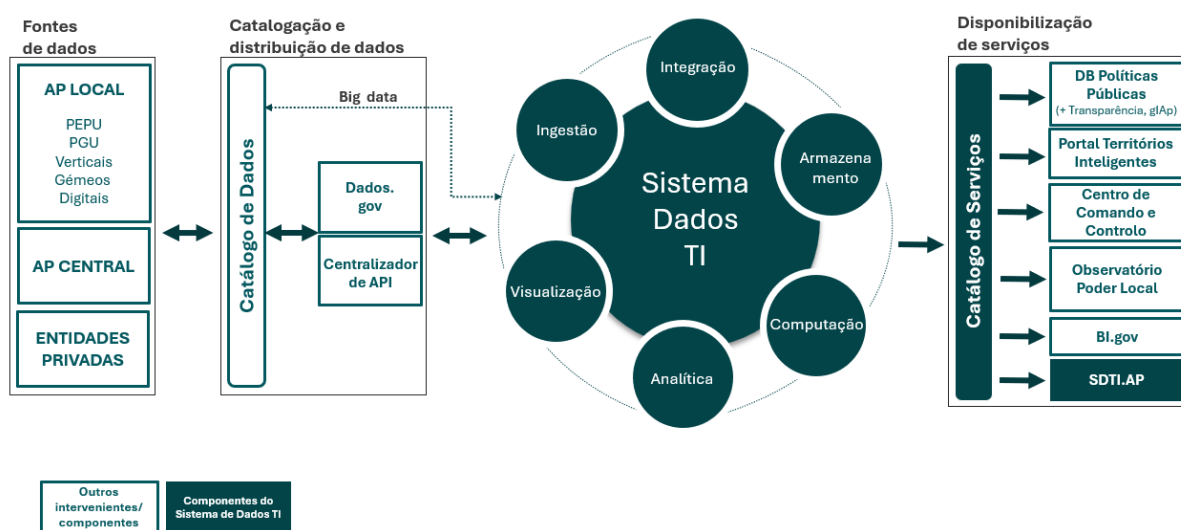 Fontes
de dados
AP LOCAL
PEPU
PGU
Verticais
Gémeos
Digitais
AP CENTRAL
ENTIDADES
PRIVADAS
Catalogação e
distribuição de dados
Catálogo de Dados
Big data
Dados.
gov
Centralizador
de API
Sistema
Dados
TI
Integração
Ingestão
Armazena
mento
Visualização
Computação
Analítica
Disponibilização
de serviços
Catálogo de Serviços
DB Políticas
Públicas
(+ Transparência, gIAp)
Portal Territórios
Inteligentes
Centro de
Comando e
Controlo
Observatório
Poder Local
BI.gov
SDTI.AP
Outros
intervenientes/
componentes
Componentes do
Sistema de Dados TI